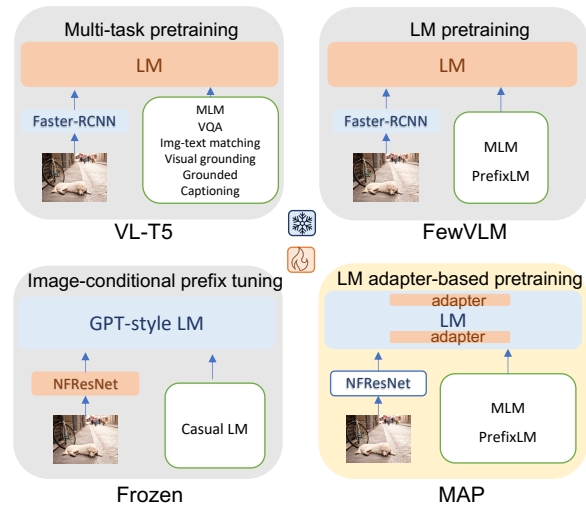 Multi-task pretraining
LM
Faster-RCNN
MLM
VQA
Img-text matching
Visual grounding
Grounded
Captioning
VL-T5
LM pretraining
LM
Faster-RCNN
MLM
PrefixLM
FewVLM
Image-conditional prefix tuning
GPT-style LM
NFResNet
Casual LM
Frozen
LM adapter-based pretraining
adapter
LM
adapter
NFResNet
MLM
PrefixLM
MAP